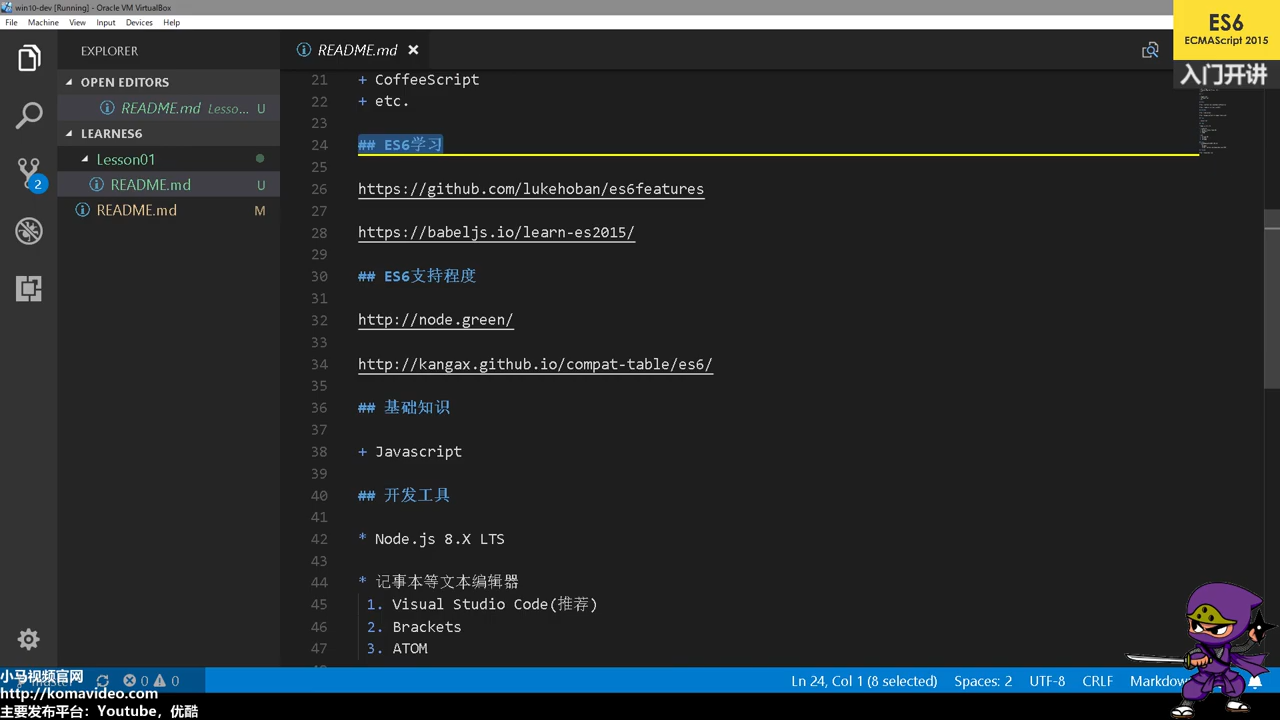 win10-dev [Running] - Oracle VM VirtualBox
File Machine View Input Devices Help
ES6
ECMAScript 2015
入门开讲
EXPLORER
OPEN EDITORS
README.md Lesso... U
LEARNES6
Lesson01
README.md U
README.md M
2
README.md ×
21 + CoffeeScript
22 + etc.
23
24 ## ES6学习
25
26 https://github.com/lukehoban/es6features
27
28 https://babeljs.io/learn-es2015/
29
30 ## ES6支持程度
31
32 http://node.green/
33
34 http://kangax.github.io/compat-table/es6/
35
36 ## 基础知识
37
38 + Javascript
39
40 ## 开发工具
41
42 * Node.js 8.X LTS
43
44 * 记事本等文本编辑器
45 1. Visual Studio Code(推荐)
46 2. Brackets
47 3. ATOM
小马视频官网
http://komavideo.com
主要发布平台：Youtube，优酷
0 0
Ln 24, Col 1 (8 selected) Spaces: 2 UTF-8 CRLF